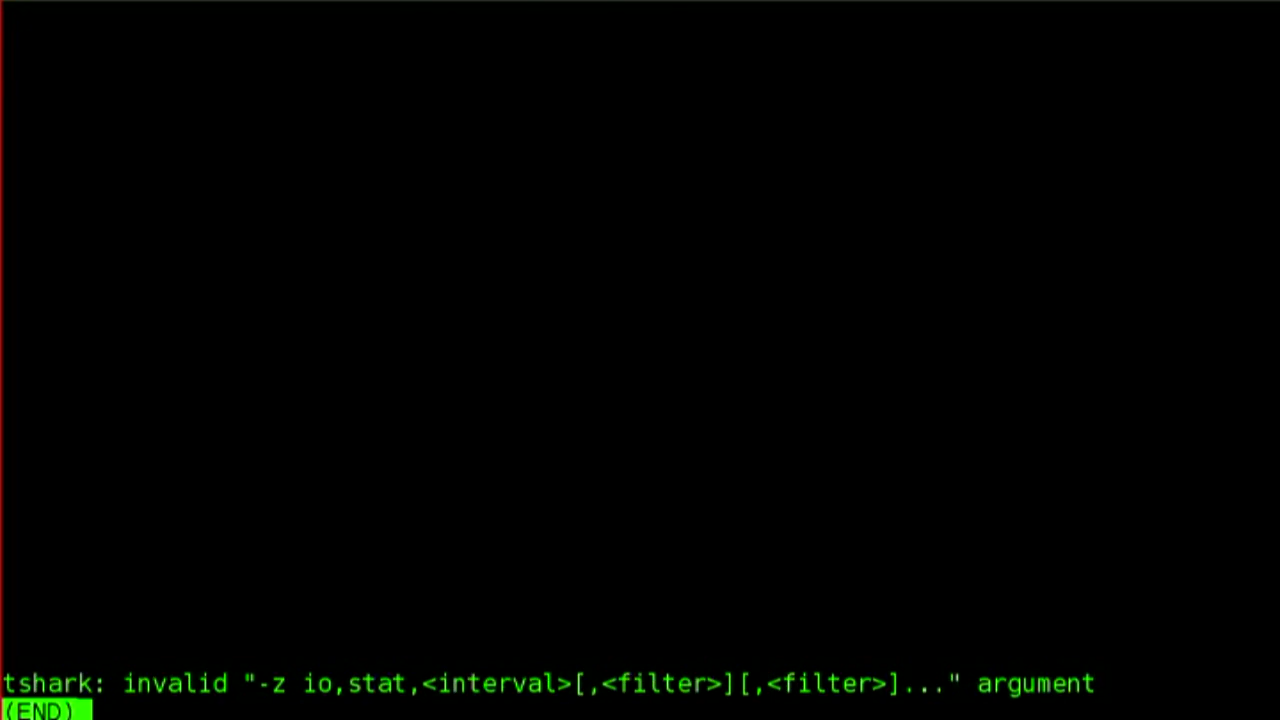 tshark: invalid "-z io,stat,<interval>[,<filter>][,<filter>]..." argument
(END)